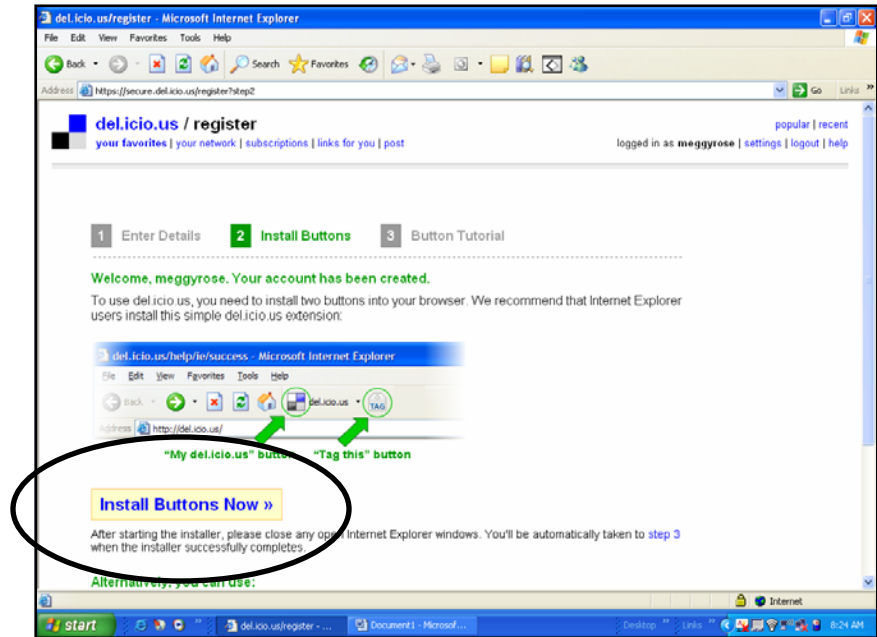 del.icio.us/register - Microsoft Internet Explorer
File Edit View Favorites Tools Help
Back Search Favorites
Address https://secure.del.icio.us/register?step2 Go Links »
del.icio.us / register popular | recent
your favorites | your network | subscriptions | links for you | post logged in as meggyrose | settings | logout | help
1 Enter Details 2 Install Buttons 3 Button Tutorial
Welcome, meggyrose. Your account has been created.
To use del.icio.us, you need to install two buttons into your browser. We recommend that Internet Explorer
users install this simple del.icio.us extension:
del.icio.us/help/ie/success - Microsoft Internet Explorer
File Edit View Favorites Tools Help
Back del.icio.us TAG
Address http://del.icio.us/
"My del.icio.us" button "Tag this" button
Install Buttons Now »
After starting the installer, please close any open Internet Explorer windows. You'll be automatically taken to step 3
when the installer successfully completes.
Alternatively, you can use:
Internet
start » del.icio.us/register - ... Document1 - Microsof... Desktop » Links » 8:24 AM